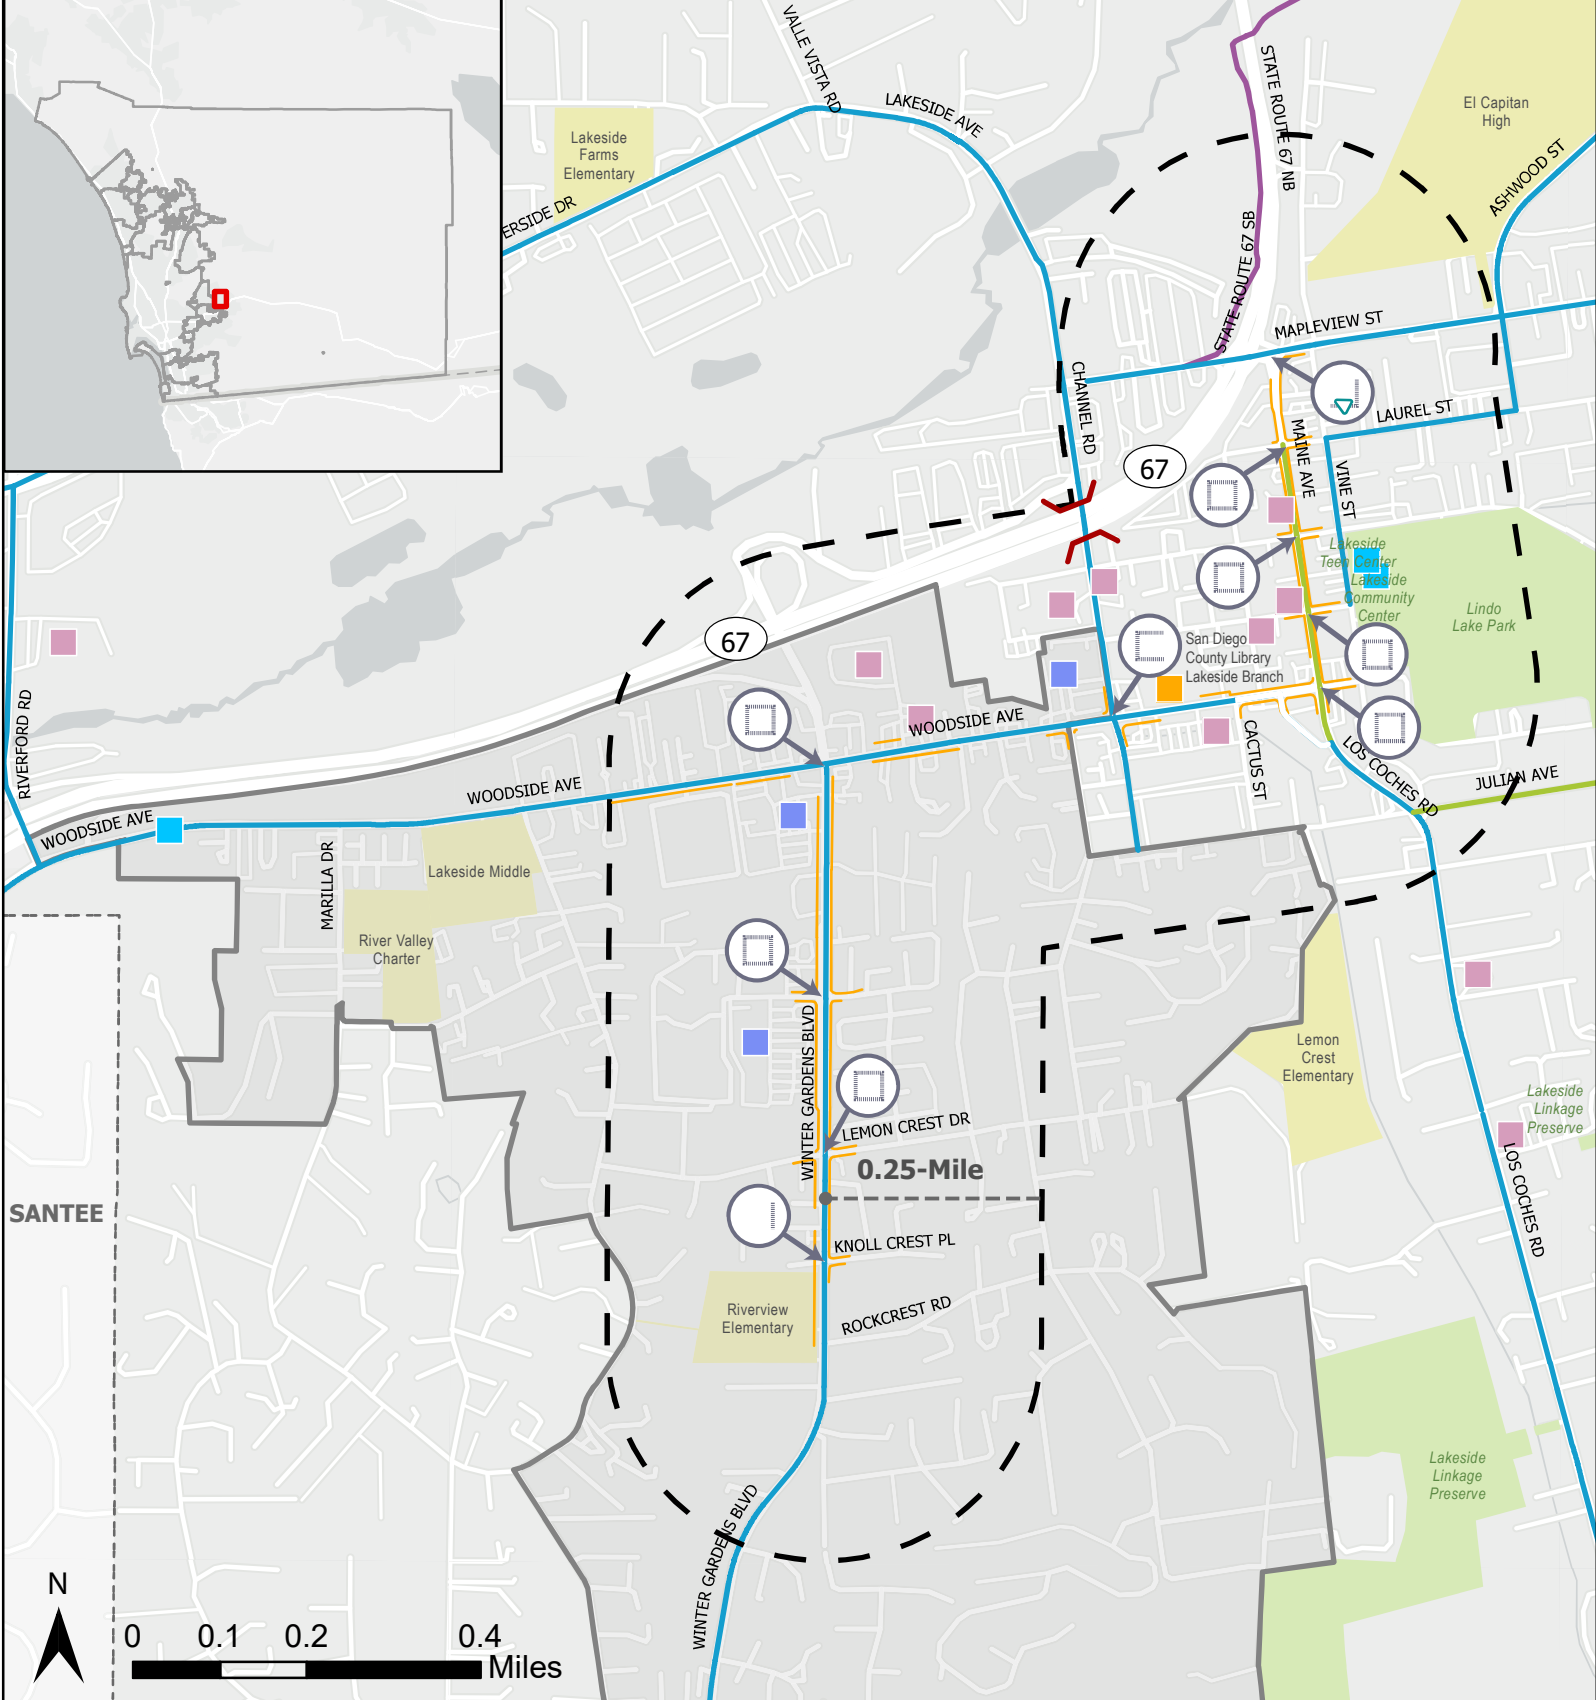 VALLE VISTA RD
LAKESIDE AVE
STATE ROUTE 67 NB
El Capitan
High
Lakeside
Farms
Elementary
ASHWOOD ST
ERSIDE DR
STATE ROUTE 67 SB
MAPLEVIEW ST
CHANNEL RD
LAUREL ST
MAINE AVE
67
VINE ST
Lakeside
Teen Center
Lakeside
Community
Center
Lindo
Lake Park
67
San Diego
County Library
Lakeside Branch
RIVERFORD RD
WOODSIDE AVE
CACTUS ST
LOS COCHES RD
JULIAN AVE
WOODSIDE AVE
WOODSIDE AVE
MARILLA DR
Lakeside Middle
River Valley
Charter
WINTER GARDENS BLVD
Lemon
Crest
Elementary
Lakeside
Linkage
Preserve
LEMON CREST DR
0.25-Mile
SANTEE
LOS COCHES RD
KNOLL CREST PL
Riverview
Elementary
ROCKCREST RD
Lakeside
Linkage
Preserve
WINTER GARDENS BLVD
N
0 0.1 0.2 0.4
Miles